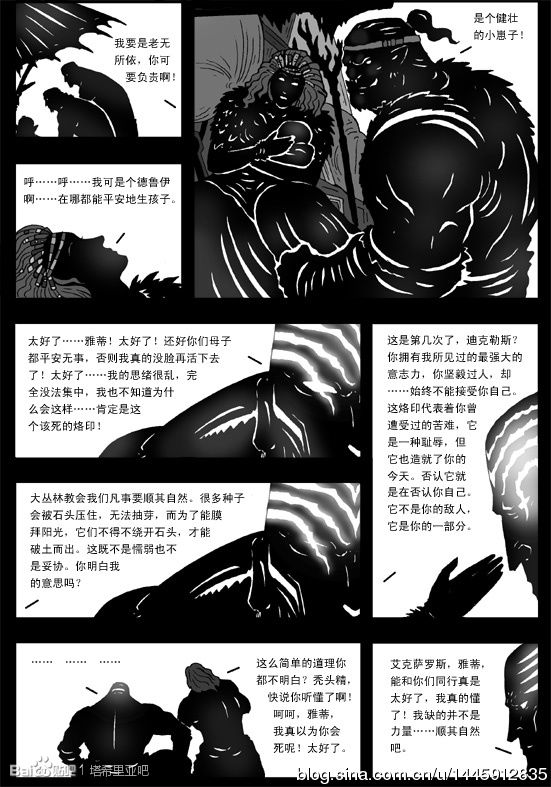 我要是老无
所依，你可
要负责啊！
是个健壮
的小崽子！
呼……呼……我可是个德鲁伊
啊……在哪都能平安地生孩子。
太好了……雅蒂！太好了！还好你们母子
都平安无事，否则我真的没脸再活下去
了！太好了……我的思绪很乱，完
全没法集中，我也不知道为什
么会这样……肯定是这
个该死的烙印！
这是第几次了，迪克勒斯？
你拥有我所见过的最强大的
意志力，你坚毅过人，却
……始终不能接受你自己。
这烙印代表着你曾
遭受过的苦难，它
是一种耻辱，但
它也造就了你的
今天。否认它就
是在否认你自己。
它不是你的敌人，
它是你的一部分。
大丛林教会我们凡事要顺其自然。很多种子
会被石头压住，无法抽芽，而为了能膜
拜阳光，它们不得不绕开石头，才能
破土而出。这既不是懦弱也不
是妥协。你明白我
的意思吗？
…… …… ……
这么简单的道理你
都不明白？秃头精，
快说你听懂了啊！
呵呵，雅蒂，
我真以为你会
死呢！太好了。
艾克萨罗斯，雅蒂，
能和你们同行真是
太好了，我真的懂
了！我缺的并不是
力量……顺其自然
吧。
Bai贴吧 | 塔希里亚吧
blog.sina.com.cn/u/1445912835